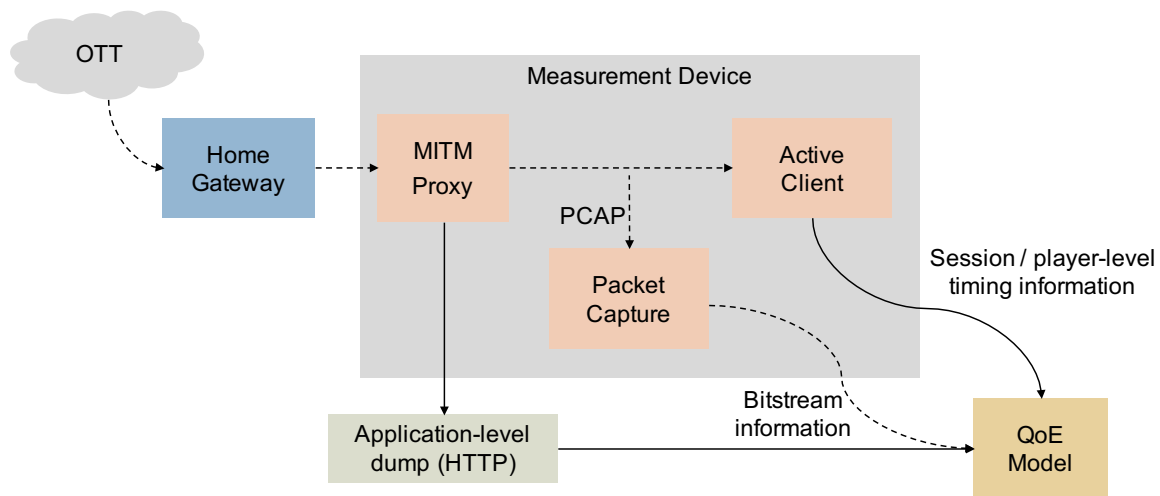 OTT
Measurement Device
Home
Gateway
MITM
Proxy
Active
Client
PCAP
Packet
Capture
Session / player-level
timing information
Bitstream
information
Application-level
dump (HTTP)
QoE
Model